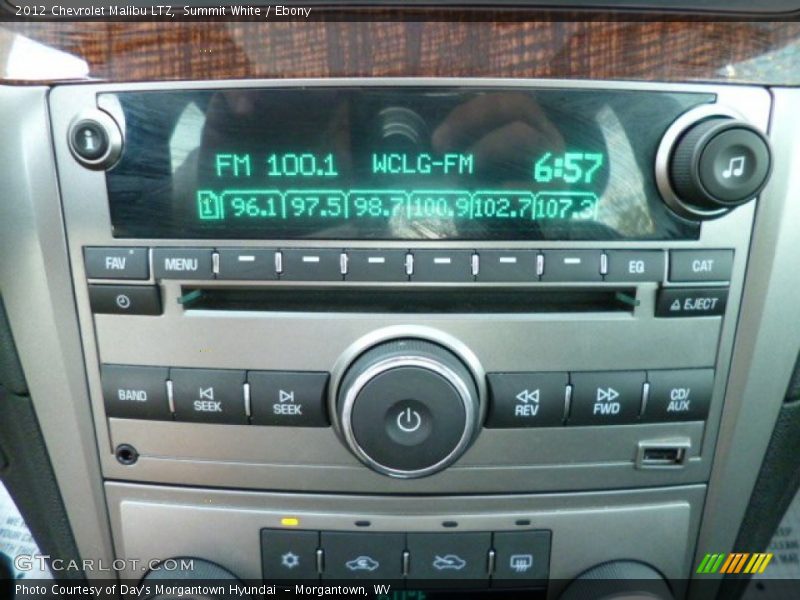 2012 Chevrolet Malibu LTZ, Summit White / Ebony
i
FM 100.1 WCLG-FM 6:57
1 96.1 97.5 98.7 100.9 102.7 107.3
FAV MENU EQ CAT
EJECT
BAND SEEK SEEK REV FWD CD/
AUX
GTCARLOT.COM
Photo Courtesy of Day's Morgantown Hyundai - Morgantown, WV